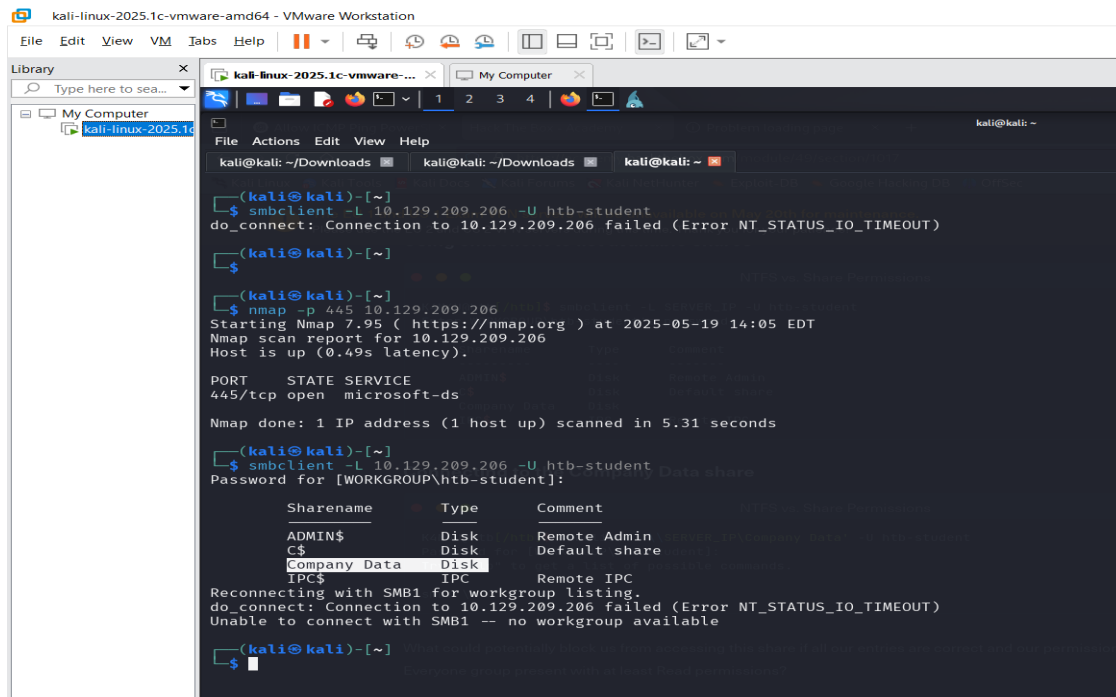 kali-linux-2025.1c-vmware-amd64 - VMware Workstation
File Edit View VM Tabs Help
Library
kali-linux-2025.1c-vmware-...
My Computer
Type here to sea...
1 2 3 4
My Computer
kali-linux-2025.1c
kali@kali: ~
File Actions Edit View Help
kali@kali: ~/Downloads
kali@kali: ~/Downloads
kali@kali: ~
(kali㉿kali)-[~]
$ smbclient -L 10.129.209.206 -U htb-student
do_connect: Connection to 10.129.209.206 failed (Error NT_STATUS_IO_TIMEOUT)
(kali㉿kali)-[~]
$
(kali㉿kali)-[~]
$ nmap -p 445 10.129.209.206
Starting Nmap 7.95 ( https://nmap.org ) at 2025-05-19 14:05 EDT
Nmap scan report for 10.129.209.206
Host is up (0.49s latency).
PORT STATE SERVICE
445/tcp open microsoft-ds
Nmap done: 1 IP address (1 host up) scanned in 5.31 seconds
(kali㉿kali)-[~]
$ smbclient -L 10.129.209.206 -U htb-student
Password for [WORKGROUP\htb-student]:
Sharename Type Comment
ADMIN$ Disk Remote Admin
C$ Disk Default share
Company Data Disk
IPC$ IPC Remote IPC
Reconnecting with SMB1 for workgroup listing.
do_connect: Connection to 10.129.209.206 failed (Error NT_STATUS_IO_TIMEOUT)
Unable to connect with SMB1 -- no workgroup available
(kali㉿kali)-[~]
$